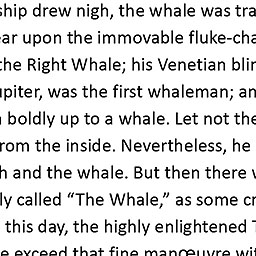 ship drew nigh, the whale was tra
ear upon the immovable fluke-cha
the Right Whale; his Venetian blin
upiter, was the first whaleman; an
boldly up to a whale. Let not the
rom the inside. Nevertheless, he
h and the whale. But then there w
ly called “The Whale,” as some cr
this day, the highly enlightened T
e exceed that fine manœuvre wit